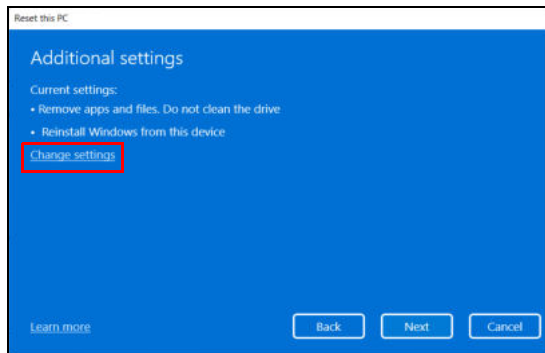 Reset this PC
Additional settings
Current settings:
• Remove apps and files. Do not clean the drive
• Reinstall Windows from this device
Change settings
Learn more
Back
Next
Cancel